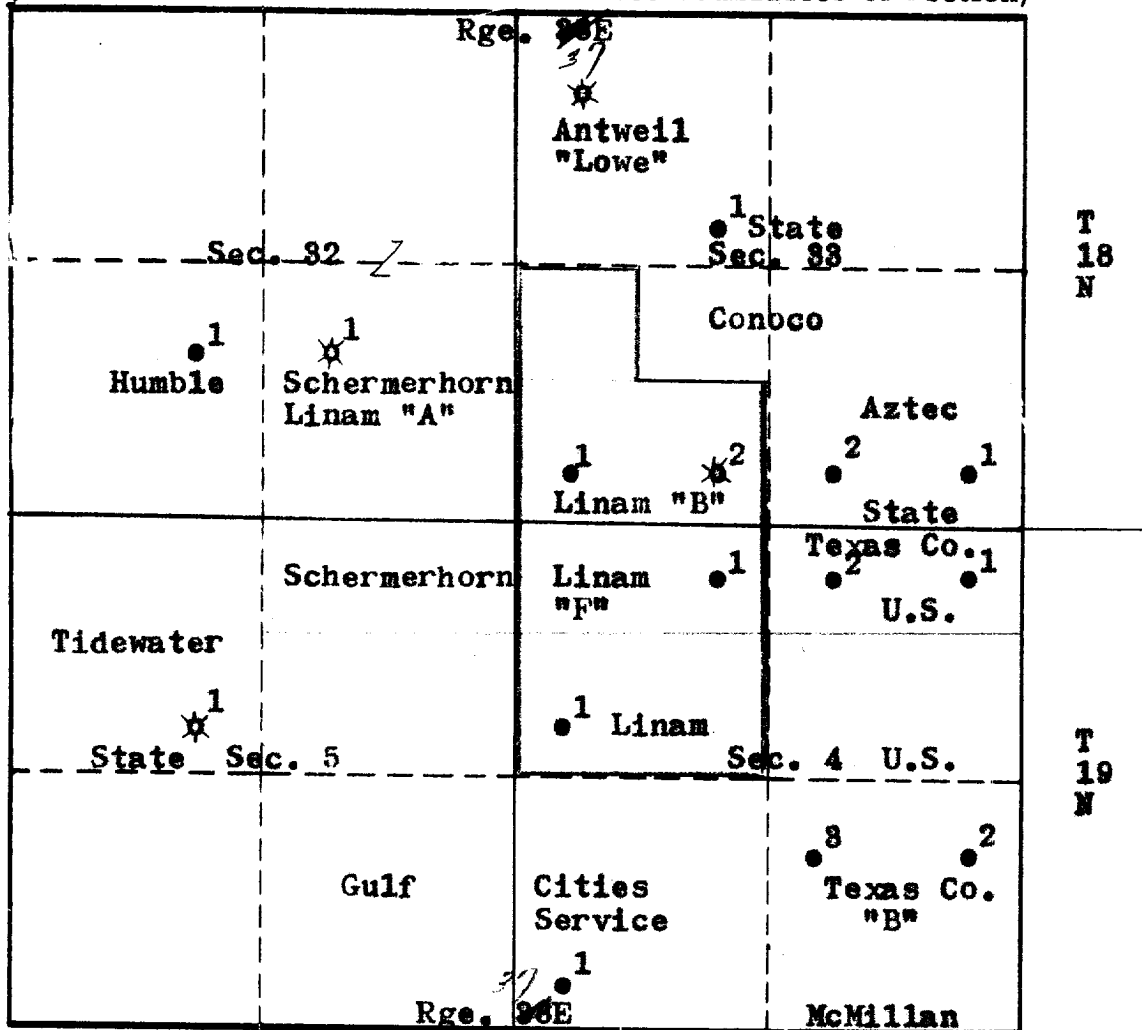 Rge. E
37
Antweil
"Lowe"
1
State
Sec. 32
Sec. 33
T
18
N
Conoco
1
1
Humble
Schermerhorn
Linam "A"
Aztec
1
2
2
1
Linam "B"
State
Texas Co.
Schermerhorn
Linam
"F"
1
2
1
U.S.
Tidewater
1
1
Linam
State
Sec. 5
Sec. 4
U.S.
T
19
N
3
2
Gulf
Cities
Service
Texas Co.
"B"
1
37
Rge. E
McMillan